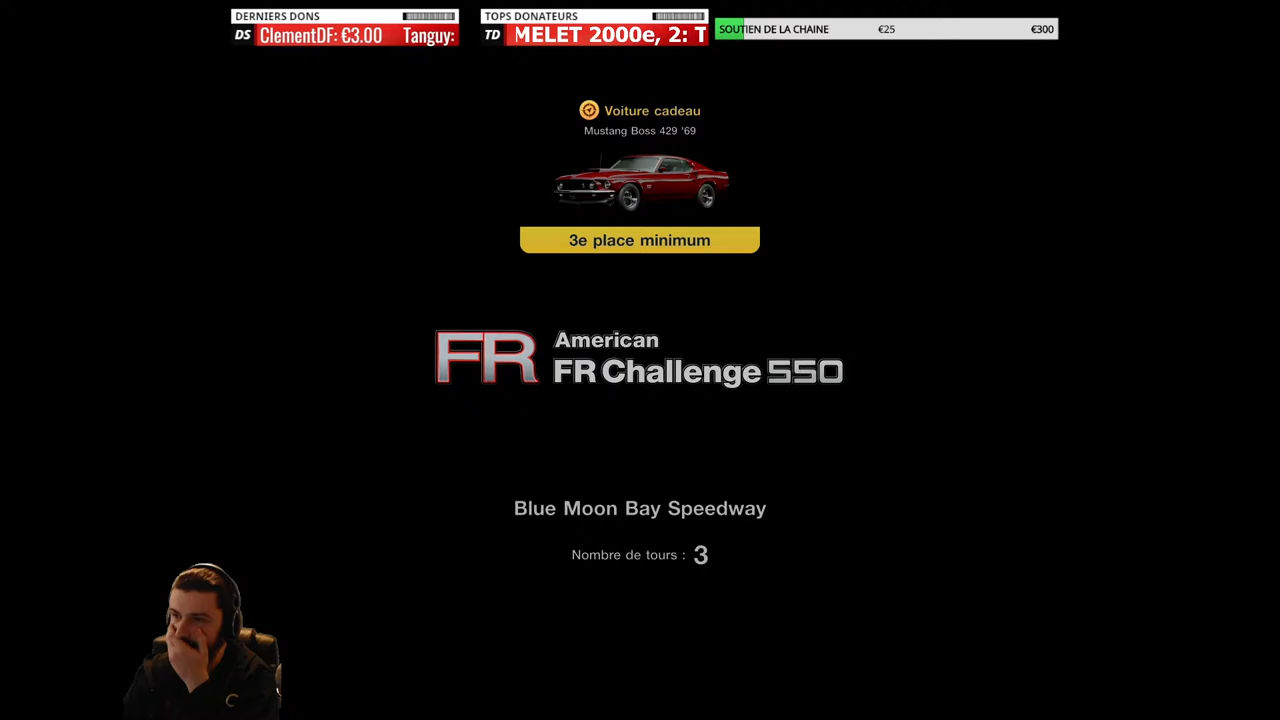 DERNIERS DONS
DS ClementDF: €3.00 Tanguy:
TOPS DONATEURS
TD MELET 2000e, 2: T
SOUTIEN DE LA CHAINE €25 €300
Voiture cadeau
Mustang Boss 429 '69
3e place minimum
FR American
FR Challenge 550
Blue Moon Bay Speedway
Nombre de tours : 3